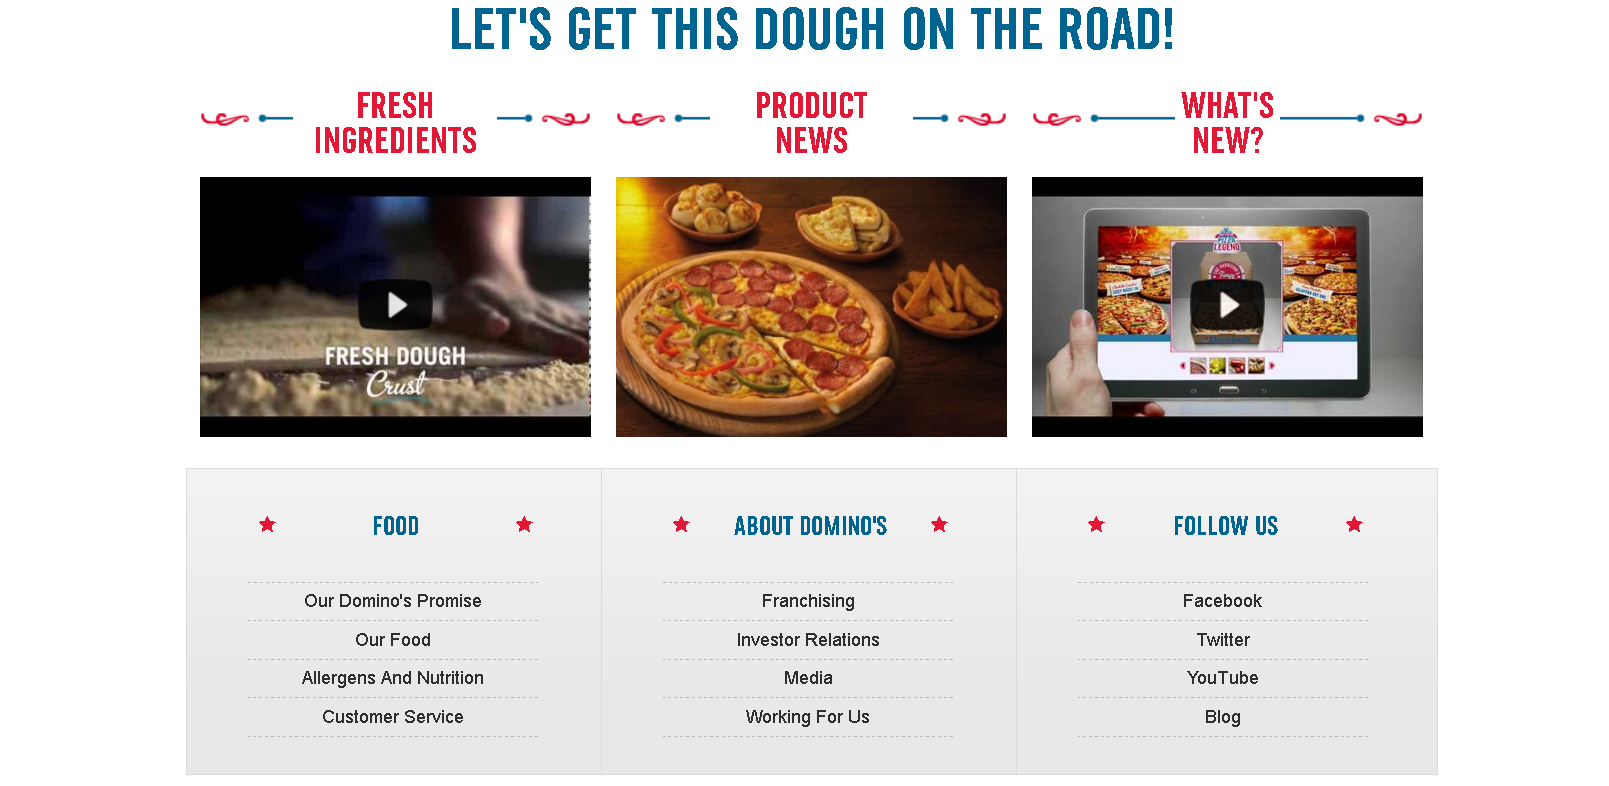 LET'S GET THIS DOUGH ON THE ROAD!
FRESH
INGREDIENTS
PRODUCT
NEWS
WHAT'S
NEW?
FRESH DOUGH
Crust
PIZZA
LEGEND
FOOD
ABOUT DOMINO'S
FOLLOW US
Our Domino's Promise
Franchising
Facebook
Our Food
Investor Relations
Twitter
Allergens And Nutrition
Media
YouTube
Customer Service
Working For Us
Blog